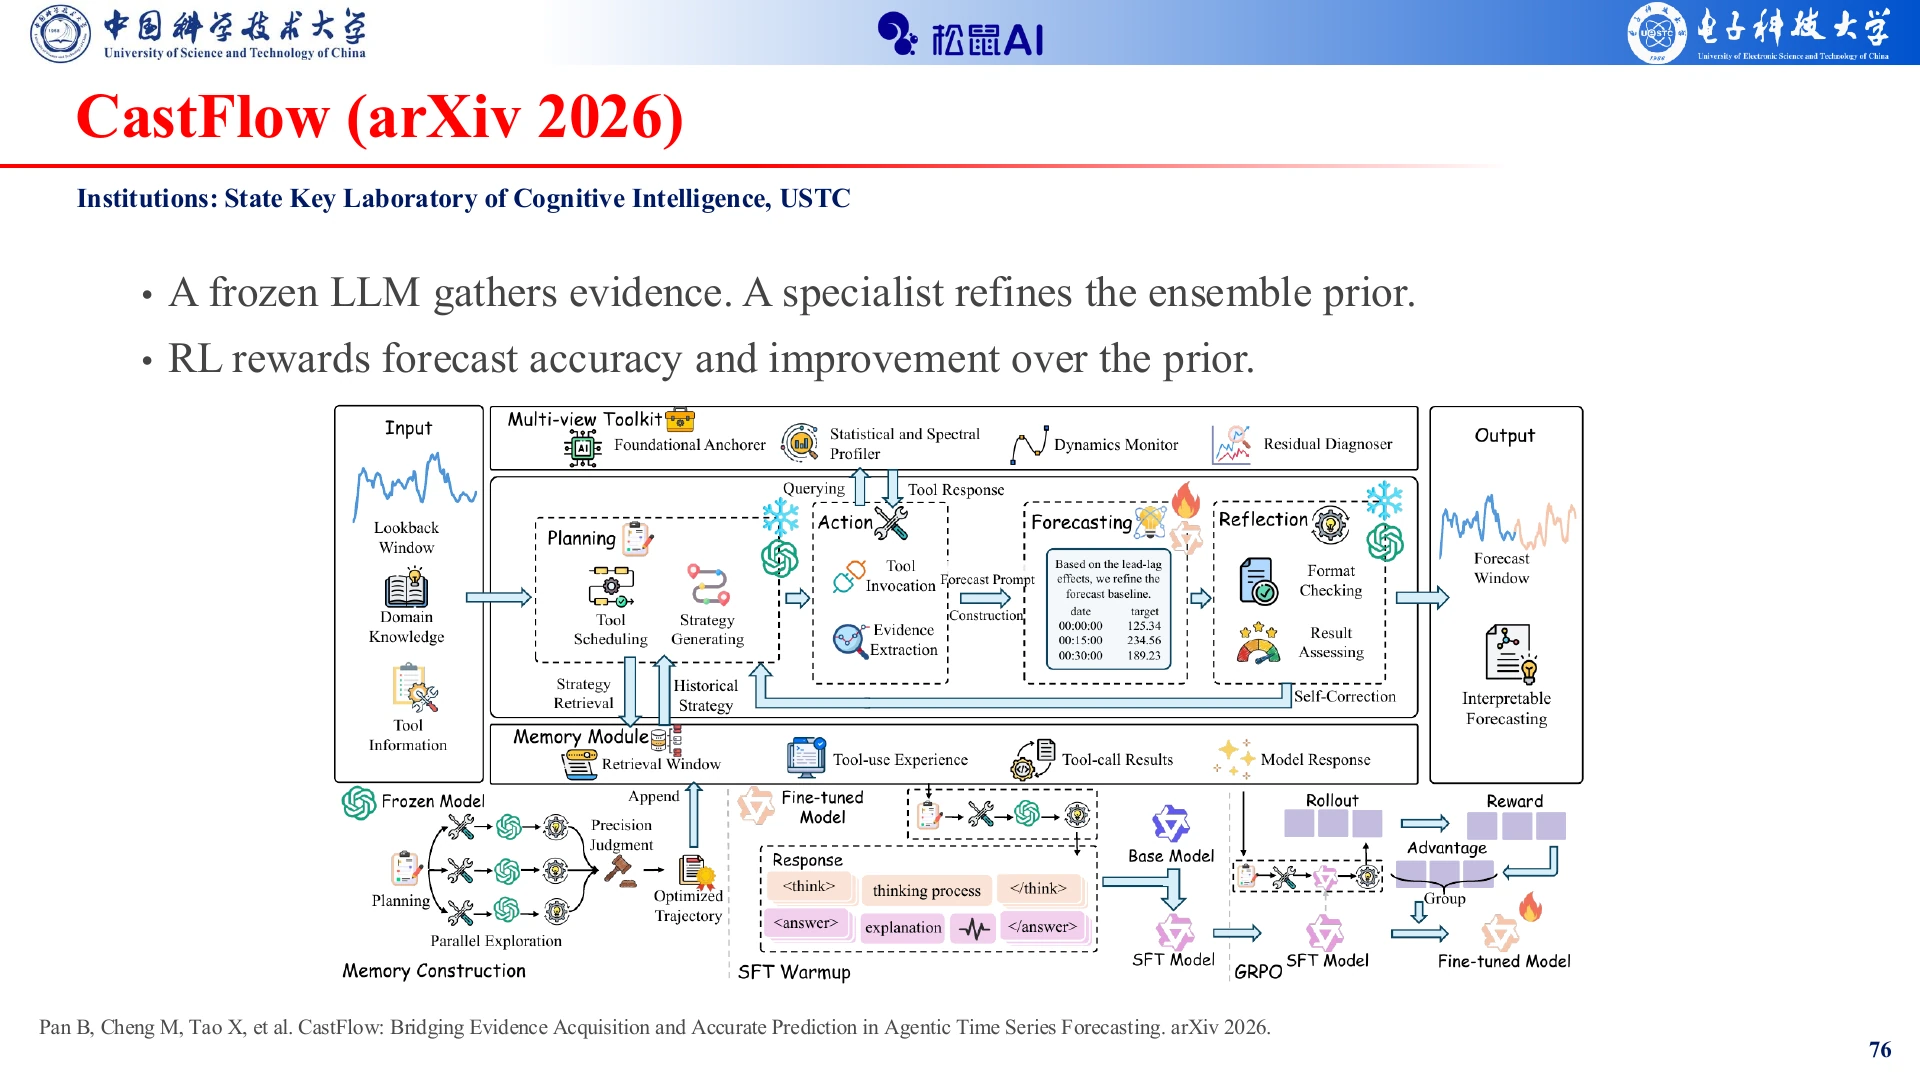 中国科学技术大学
University of Science and Technology of China
松鼠AI
电子科技大学
University of Electronic Science and Technology of China
CastFlow (arXiv 2026)
Institutions: State Key Laboratory of Cognitive Intelligence, USTC
• A frozen LLM gathers evidence. A specialist refines the ensemble prior.
• RL rewards forecast accuracy and improvement over the prior.
Input
Lookback
Window
Domain
Knowledge
Tool
Information
Multi-view Toolkit
AI
Foundational Anchorer
Statistical and Spectral
Profiler
Dynamics Monitor
Residual Diagnoser
Querying
Tool Response
Planning
Tool
Scheduling
Strategy
Generating
Action
Tool
Invocation
Evidence
Extraction
Forecast Prompt
Construction
Forecasting
Based on the lead-lag
effects, we refine the
forecast baseline.
date target
00:00:00 125.34
00:15:00 234.56
00:30:00 189.23
Reflection
Format
Checking
Result
Assessing
Strategy
Retrieval
Historical
Strategy
Self-Correction
Memory Module
Retrieval Window
Tool-use Experience
Tool-call Results
Model Response
Output
Forecast
Window
Interpretable
Forecasting
Frozen Model
Append
Precision
Judgment
Planning
Optimized
Trajectory
Parallel Exploration
Memory Construction
Fine-tuned
Model
Response
<think>
thinking process
</think>
<answer>
explanation
</answer>
SFT Warmup
Base Model
SFT Model
Rollout
Reward
Advantage
Group
GRPO
SFT Model
Fine-tuned Model
Pan B, Cheng M, Tao X, et al. CastFlow: Bridging Evidence Acquisition and Accurate Prediction in Agentic Time Series Forecasting. arXiv 2026.
76